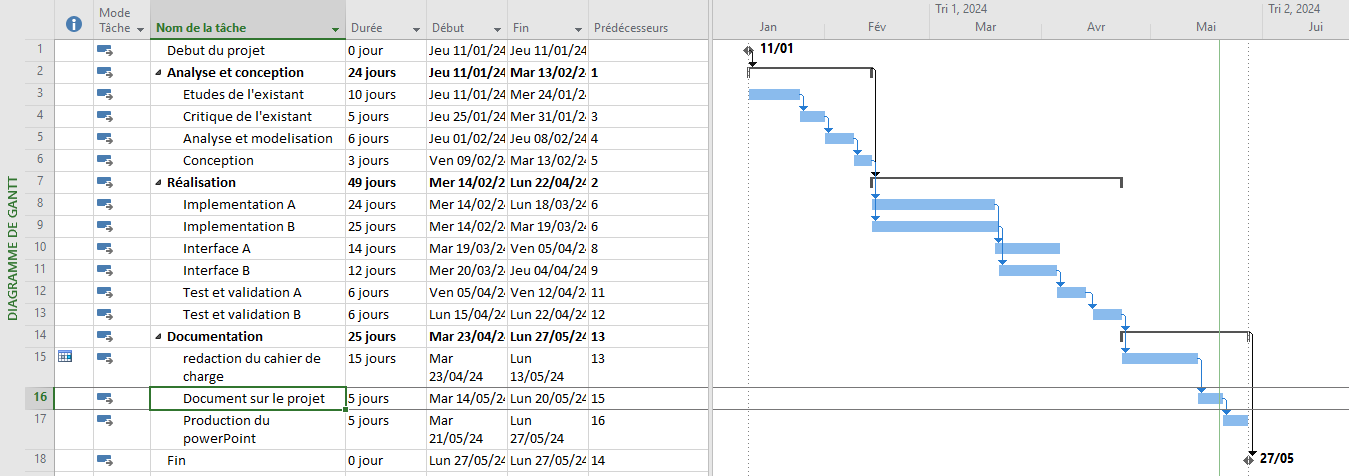 Tri 1, 2024 Tri 2, 2024
Mode Tâche Nom de la tâche Durée Début Fin Prédécesseurs Jan Fév Mar Avr Mai Jui
DIAGRAMME DE GANTT
1 Debut du projet 0 jour Jeu 11/01/24 Jeu 11/01/24 11/01
2 Analyse et conception 24 jours Jeu 11/01/24 Mar 13/02/2 1
3 Etudes de l'existant 10 jours Jeu 11/01/24 Mer 24/01/2
4 Critique de l'existant 5 jours Jeu 25/01/24 Mer 31/01/2 3
5 Analyse et modelisation 6 jours Jeu 01/02/24 Jeu 08/02/24 4
6 Conception 3 jours Ven 09/02/2 Mar 13/02/2 5
7 Réalisation 49 jours Mer 14/02/2 Lun 22/04/24 2
8 Implementation A 24 jours Mer 14/02/2 Lun 18/03/24 6
9 Implementation B 25 jours Mer 14/02/2 Mar 19/03/2 6
10 Interface A 14 jours Mar 19/03/2 Ven 05/04/2 8
11 Interface B 12 jours Mer 20/03/2 Jeu 04/04/24 9
12 Test et validation A 6 jours Ven 05/04/2 Ven 12/04/2 11
13 Test et validation B 6 jours Lun 15/04/24 Lun 22/04/24 12
14 Documentation 25 jours Mar 23/04/2 Lun 27/05/24 13
15 redaction du cahier de charge 15 jours Mar 23/04/24 Lun 13/05/24 13
16 Document sur le projet 5 jours Mar 14/05/2 Lun 20/05/24 15
17 Production du powerPoint 5 jours Mar 21/05/24 Lun 27/05/24 16
18 Fin 0 jour Lun 27/05/24 Lun 27/05/24 14 27/05